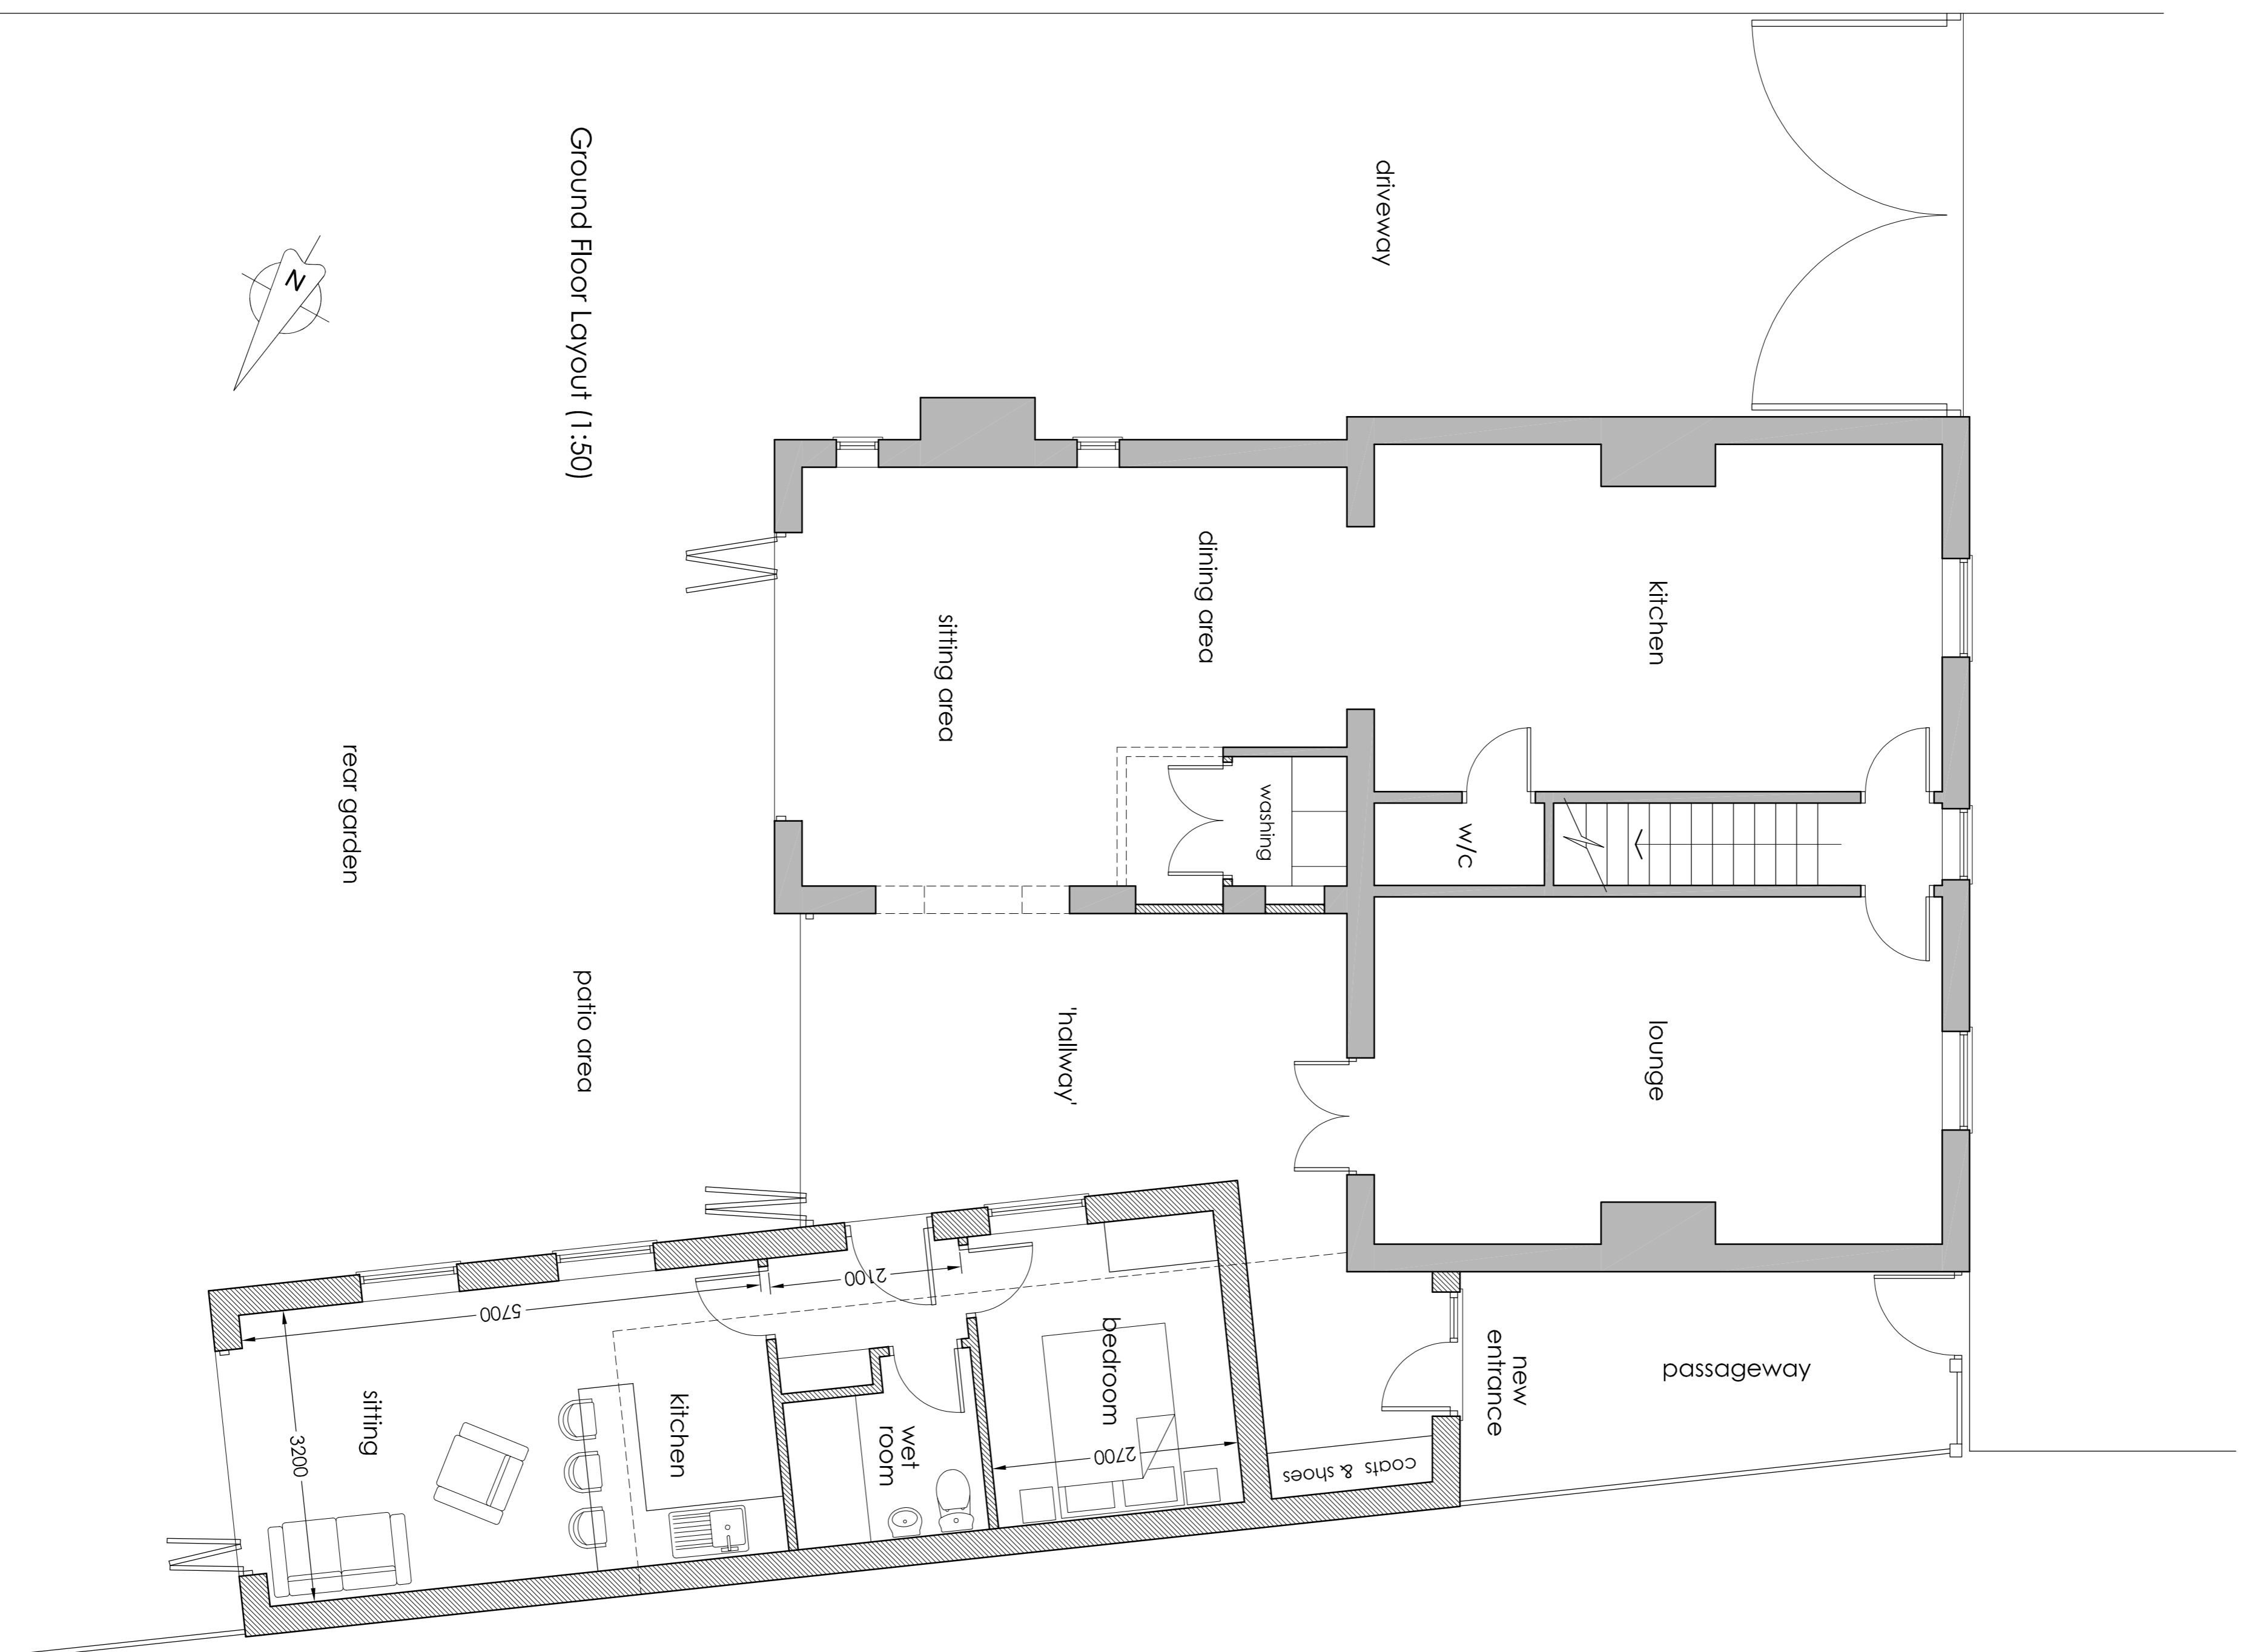 Ground Floor Layout (1:50)
N
driveway
kitchen
dining area
sitting area
washing
w/c
lounge
'hallway'
rear garden
patio area
passageway
new
entrance
coats & shoes
bedroom
2700
wet
room
2100
kitchen
5700
sitting
3200